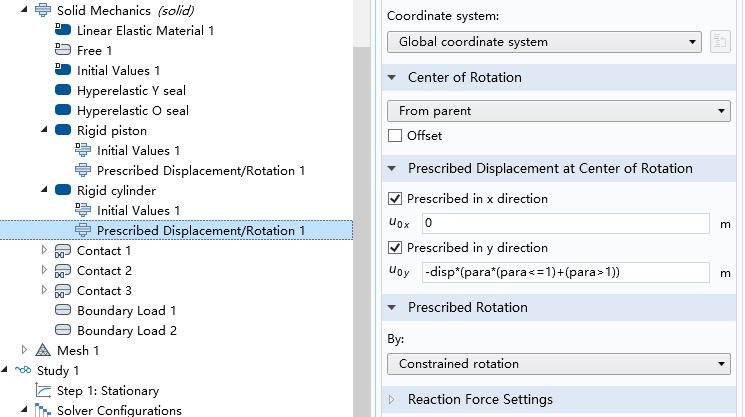 Solid Mechanics (solid)
Linear Elastic Material 1
Free 1
Initial Values 1
Hyperelastic Y seal
Hyperelastic O seal
Rigid piston
Initial Values 1
Prescribed Displacement/Rotation 1
Rigid cylinder
Initial Values 1
Prescribed Displacement/Rotation 1
Contact 1
Contact 2
Contact 3
Boundary Load 1
Boundary Load 2
Mesh 1
Study 1
Step 1: Stationary
Solver Configurations
Coordinate system:
Global coordinate system
Center of Rotation
From parent
Offset
Prescribed Displacement at Center of Rotation
Prescribed in x direction
u0x 0 m
Prescribed in y direction
u0y -disp*(para*(para<=1)+(para>1)) m
Prescribed Rotation
By:
Constrained rotation
Reaction Force Settings